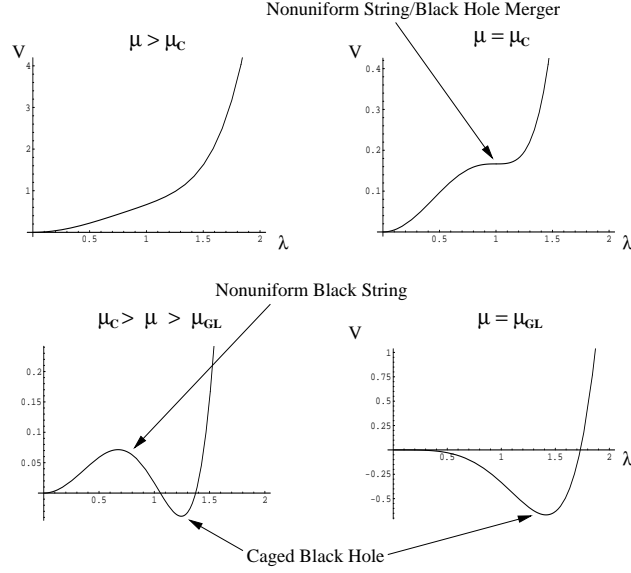 Nonuniform String/Black Hole Merger
V
μ > μC
μ = μC
4
3
2
1
0.5
1
1.5
2
λ
0.4
0.3
0.2
0.1
0.5
1
1.5
2
λ
Nonuniform Black String
μC > μ > μGL
V
μ = μGL
0.2
0.15
0.1
0.05
0.5
1
1.5
2
1
0.75
0.5
0.25
-0.25
-0.5
0.5
1
1.5
2
λ
Caged Black Hole